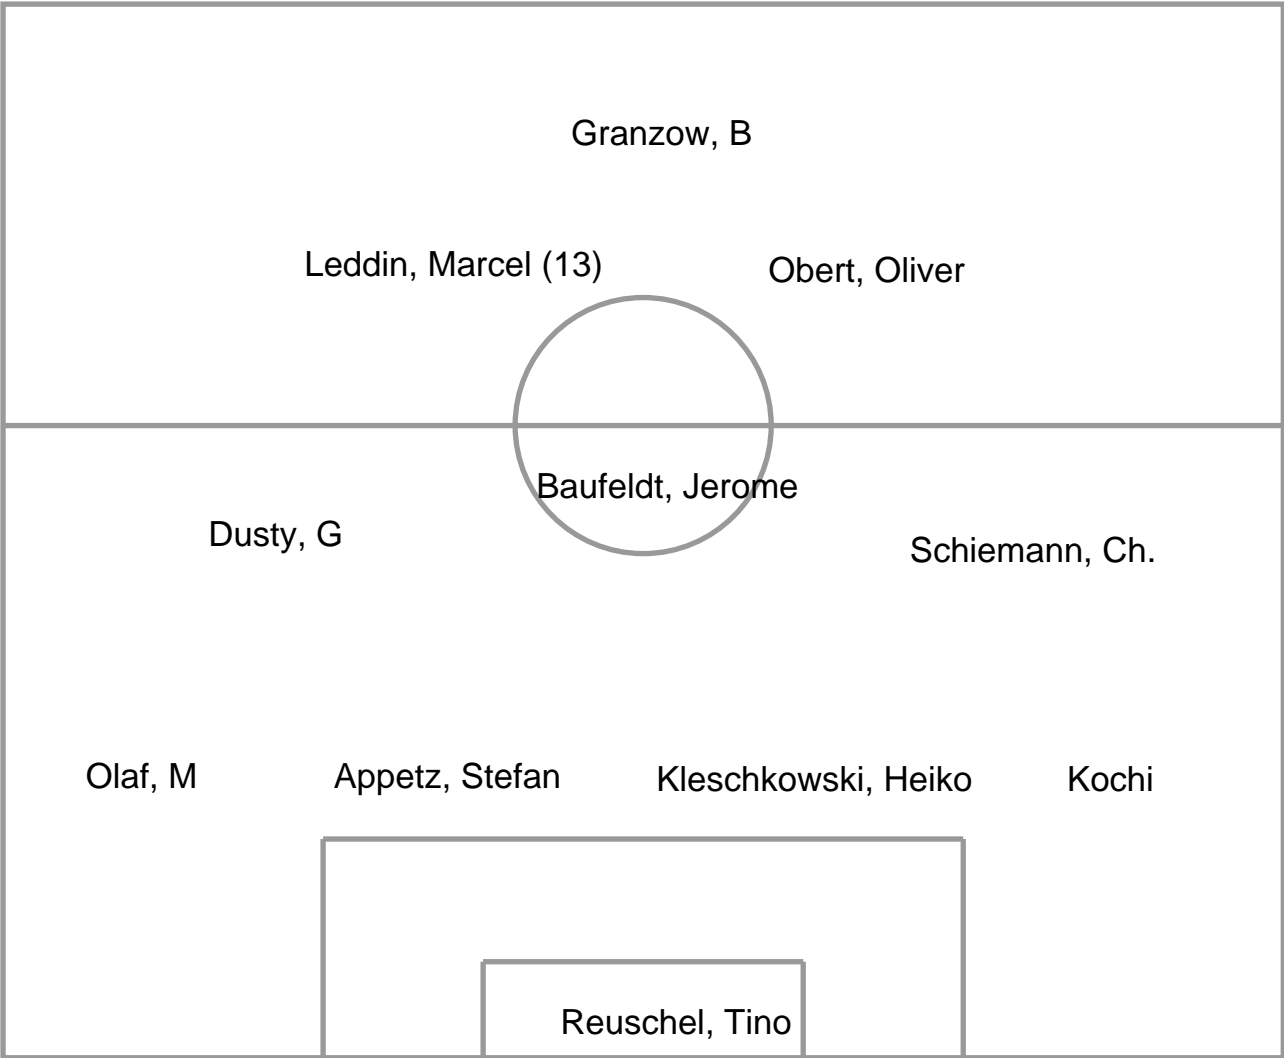 Granzow, B
Leddin, Marcel (13)
Obert, Oliver
Baufeldt, Jerome
Dusty, G
Schiemann, Ch.
Olaf, M
Appetz, Stefan
Kleschkowski, Heiko
Kochi
Reuschel, Tino